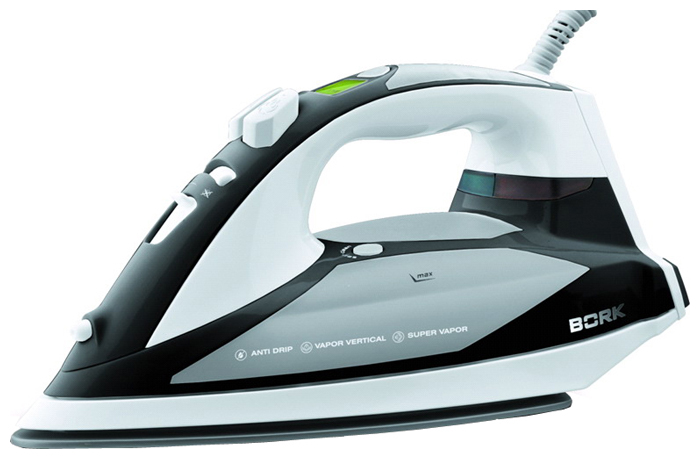 max
BORK
ANTI DRIP VAPOR VERTICAL SUPER VAPOR